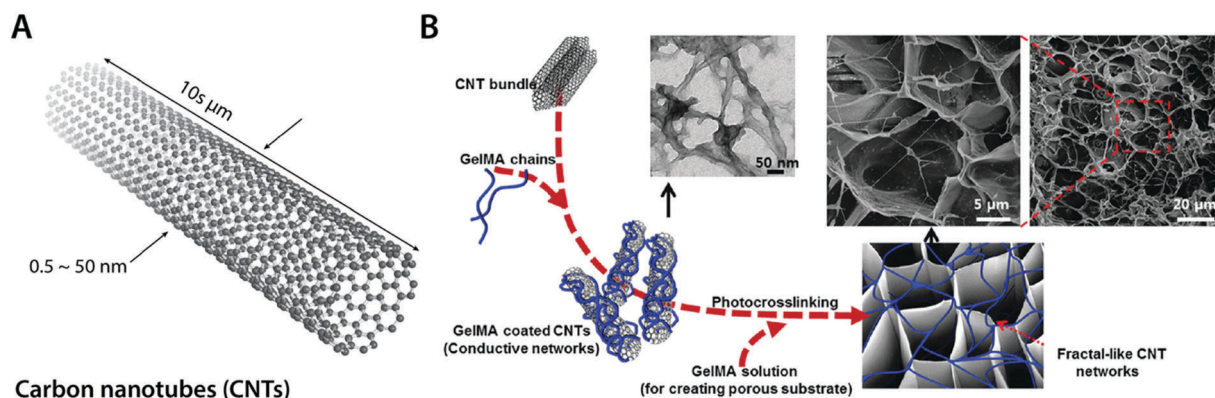 A
10s μm
0.5 ~ 50 nm
Carbon nanotubes (CNTs)
B
CNT bundle
GelMA chains
50 nm
5 μm
20 μm
GelMA coated CNTs
(Conductive networks)
Photocrosslinking
GelMA solution
(for creating porous substrate)
Fractal-like CNT
networks